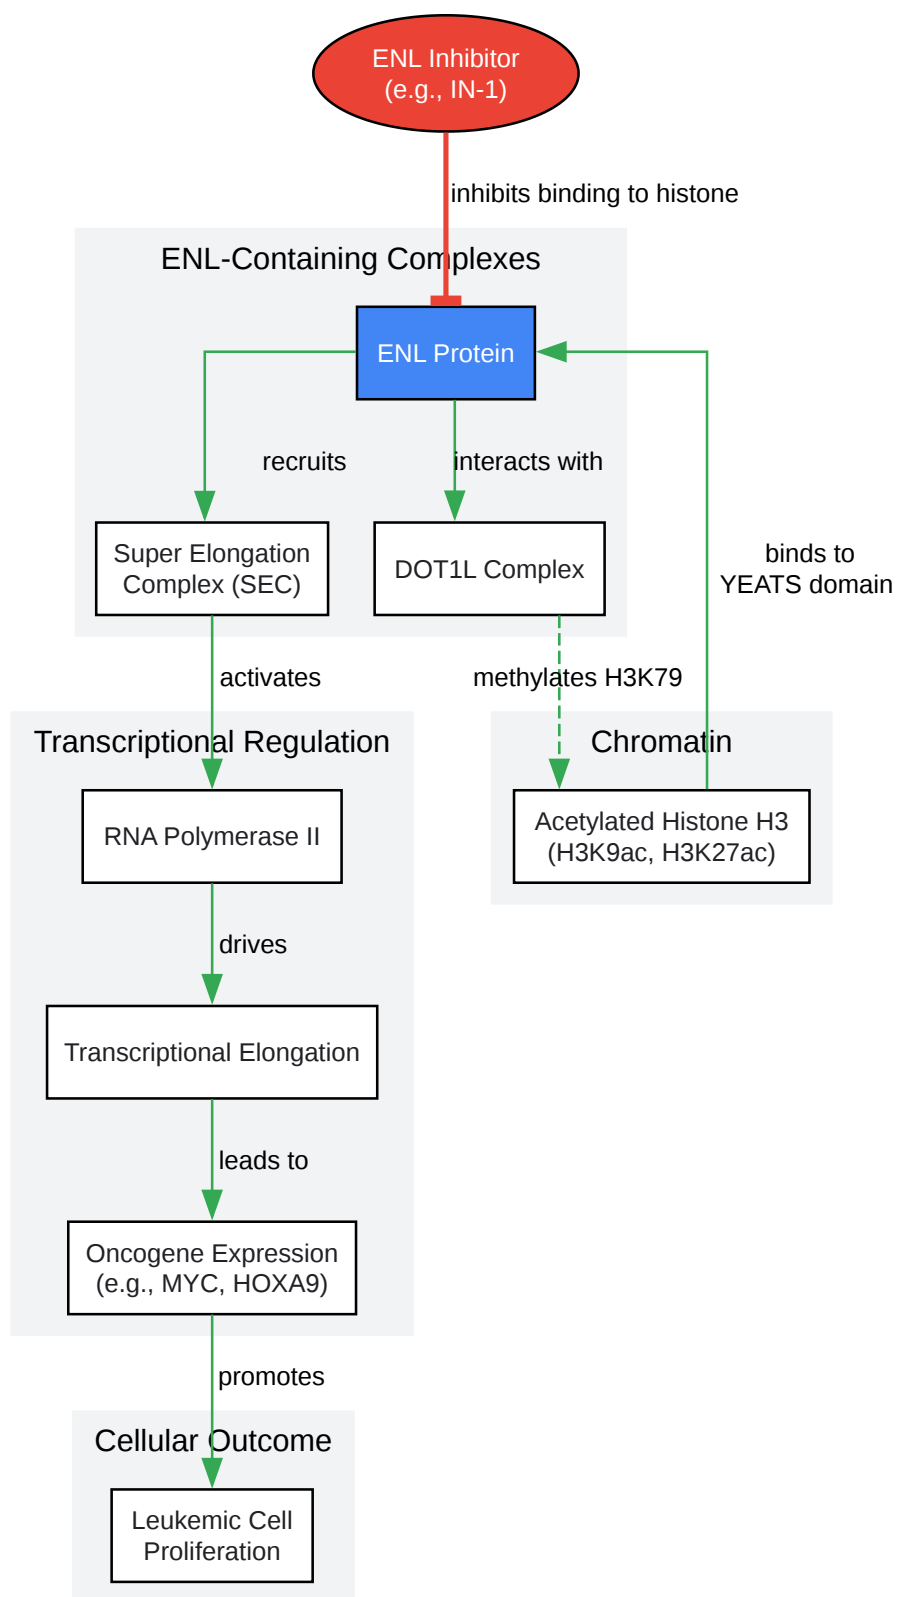 ENL Inhibitor
(e.g., IN-1)
inhibits binding to histone
ENL-Containing Complexes
ENL Protein
recruits
interacts with
Super Elongation
Complex (SEC)
DOT1L Complex
binds to
YEATS domain
activates
methylates H3K79
Transcriptional Regulation
Chromatin
RNA Polymerase II
Acetylated Histone H3
(H3K9ac, H3K27ac)
drives
Transcriptional Elongation
leads to
Oncogene Expression
(e.g., MYC, HOXA9)
promotes
Cellular Outcome
Leukemic Cell
Proliferation